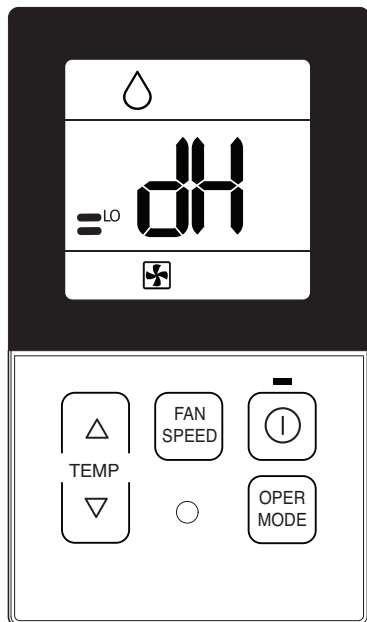 dH
LO
FAN
SPEED
TEMP
OPER
MODE